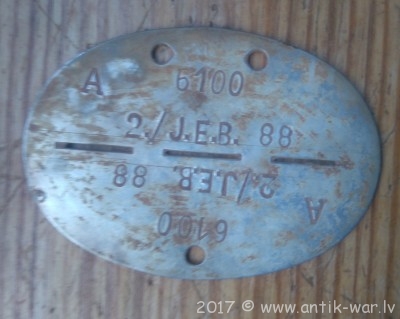 A 6100
2./J.E.B. 88
2./J.E.B. 88
A
6100
2017 © www.antik-war.lv